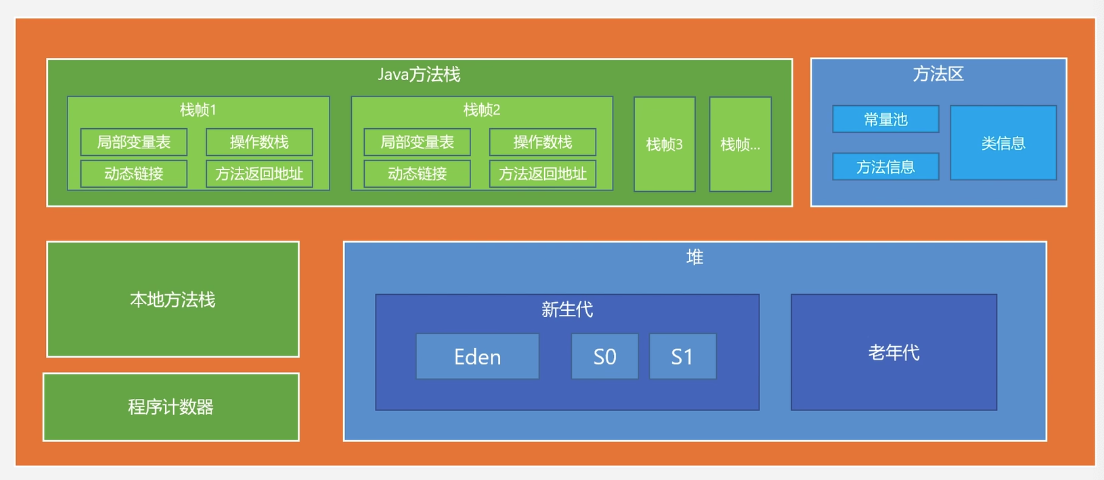 Java方法栈
栈帧1
局部变量表
操作数栈
动态链接
方法返回地址
栈帧2
局部变量表
操作数栈
动态链接
方法返回地址
栈帧3
栈帧...
方法区
常量池
方法信息
类信息
本地方法栈
程序计数器
堆
新生代
Eden
S0
S1
老年代